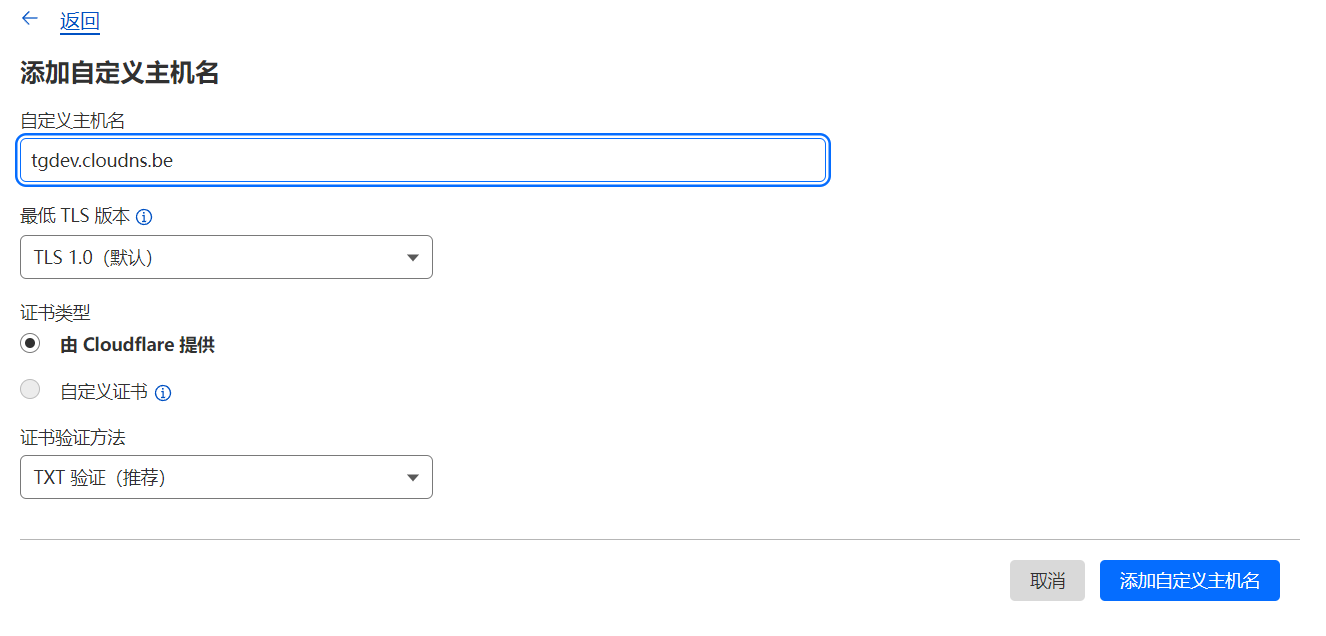 返回
添加自定义主机名
自定义主机名
tgdev.cloudns.be
最低 TLS 版本
TLS 1.0（默认）
证书类型
由 Cloudflare 提供
自定义证书
证书验证方法
TXT 验证（推荐）
取消 添加自定义主机名